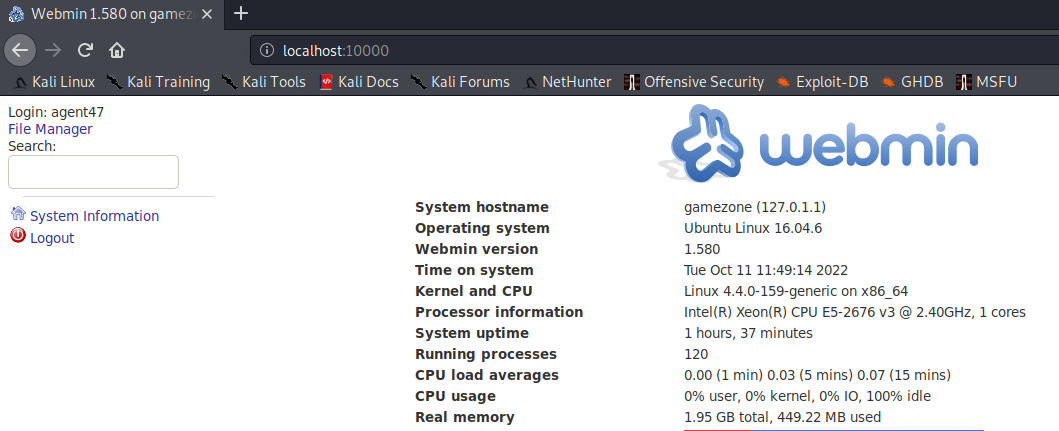 Webmin 1.580 on gamez
localhost:10000
Kali Linux Kali Training Kali Tools Kali Docs Kali Forums NetHunter Offensive Security Exploit-DB GHDB MSFU
Login: agent47
File Manager
Search:
System Information
Logout
webmin
System hostname gamezone (127.0.1.1)
Operating system Ubuntu Linux 16.04.6
Webmin version 1.580
Time on system Tue Oct 11 11:49:14 2022
Kernel and CPU Linux 4.4.0-159-generic on x86_64
Processor information Intel(R) Xeon(R) CPU E5-2676 v3 @ 2.40GHz, 1 cores
System uptime 1 hours, 37 minutes
Running processes 120
CPU load averages 0.00 (1 min) 0.03 (5 mins) 0.07 (15 mins)
CPU usage 0% user, 0% kernel, 0% IO, 100% idle
Real memory 1.95 GB total, 449.22 MB used